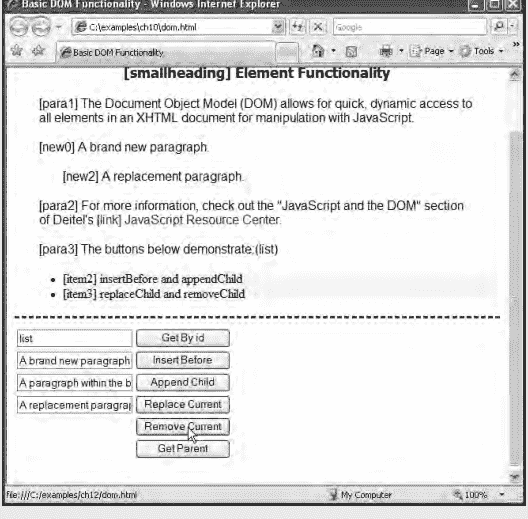 Basic DOM Functionality - Windows Internet Explorer
C:\examples\ch10\dom.html
Google
Basic DOM Functionality
Page
Tools
»
[smallheading] Element Functionality
[para1] The Document Object Model (DOM) allows for quick, dynamic access to
all elements in an XHTML document for manipulation with JavaScript.
[new0] A brand new paragraph.
[new2] A replacement paragraph.
[para2] For more information, check out the "JavaScript and the DOM" section
of Deitel's [link] JavaScript Resource Center.
[para3] The buttons below demonstrate:(list)
• [item2] insertBefore and appendChild
• [item3] replaceChild and removeChild
list Get By id
A brand new paragraph Insert Before
A paragraph within the b Append Child
A replacement paragrap Replace Current
Remove Current
Get Parent
file:///C:/examples/ch12/dom.html My Computer 100%